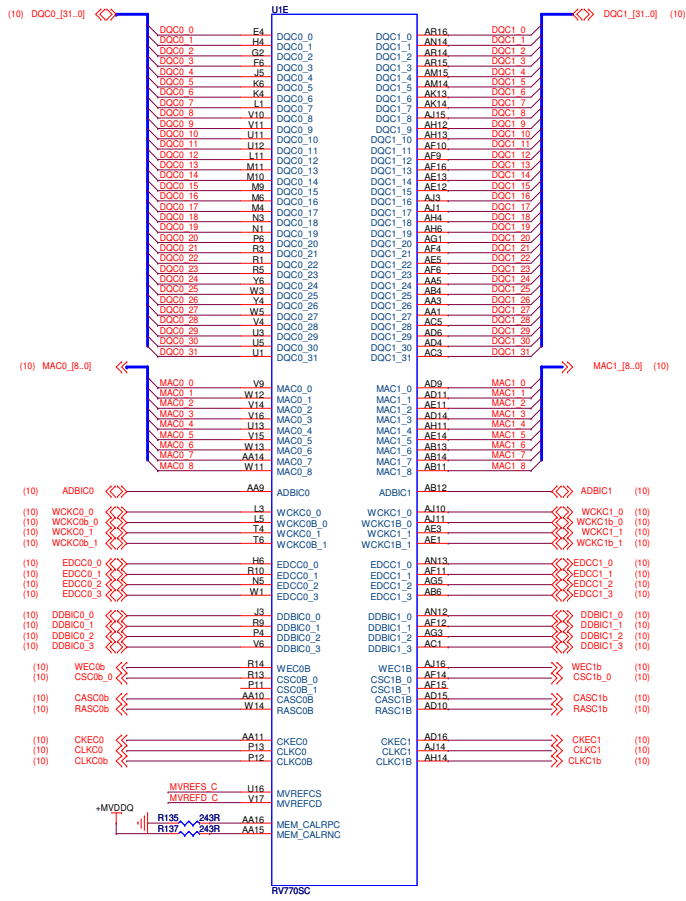 U1E
(10) DQC0_[31..0] DQC1_[31..0] (10)
DQC0_0 E4 DQC0_0 DQC1_0 AR16 DQC1_0
DQC0_1 H4 DQC0_1 DQC1_1 AN14 DQC1_1
DQC0_2 G2 DQC0_2 DQC1_2 AR14 DQC1_2
DQC0_3 F6 DQC0_3 DQC1_3 AR15 DQC1_3
DQC0_4 J5 DQC0_4 DQC1_4 AM15 DQC1_4
DQC0_5 K6 DQC0_5 DQC1_5 AM14 DQC1_5
DQC0_6 K4 DQC0_6 DQC1_6 AK13 DQC1_6
DQC0_7 L1 DQC0_7 DQC1_7 AK14 DQC1_7
DQC0_8 V10 DQC0_8 DQC1_8 AJ15 DQC1_8
DQC0_9 V11 DQC0_9 DQC1_9 AH12 DQC1_9
DQC0_10 U11 DQC0_10 DQC1_10 AH13 DQC1_10
DQC0_11 U12 DQC0_11 DQC1_11 AF10 DQC1_11
DQC0_12 L11 DQC0_12 DQC1_12 AF9 DQC1_12
DQC0_13 M11 DQC0_13 DQC1_13 AF16 DQC1_13
DQC0_14 M10 DQC0_14 DQC1_14 AE13 DQC1_14
DQC0_15 M9 DQC0_15 DQC1_15 AE12 DQC1_15
DQC0_16 M6 DQC0_16 DQC1_16 AJ3 DQC1_16
DQC0_17 M4 DQC0_17 DQC1_17 AJ1 DQC1_17
DQC0_18 N3 DQC0_18 DQC1_18 AH4 DQC1_18
DQC0_19 N1 DQC0_19 DQC1_19 AH6 DQC1_19
DQC0_20 P6 DQC0_20 DQC1_20 AG1 DQC1_20
DQC0_21 R3 DQC0_21 DQC1_21 AF4 DQC1_21
DQC0_22 R1 DQC0_22 DQC1_22 AE5 DQC1_22
DQC0_23 R5 DQC0_23 DQC1_23 AF6 DQC1_23
DQC0_24 Y6 DQC0_24 DQC1_24 AA5 DQC1_24
DQC0_25 W3 DQC0_25 DQC1_25 AB4 DQC1_25
DQC0_26 Y4 DQC0_26 DQC1_26 AA3 DQC1_26
DQC0_27 W5 DQC0_27 DQC1_27 AA1 DQC1_27
DQC0_28 V4 DQC0_28 DQC1_28 AC5 DQC1_28
DQC0_29 U3 DQC0_29 DQC1_29 AD6 DQC1_29
DQC0_30 U5 DQC0_30 DQC1_30 AD4 DQC1_30
DQC0_31 U1 DQC0_31 DQC1_31 AC3 DQC1_31
(10) MAC0_[8..0] MAC1_[8..0] (10)
MAC0_0 V9 MAC0_0 MAC1_0 AD9 MAC1_0
MAC0_1 W12 MAC0_1 MAC1_1 AD11 MAC1_1
MAC0_2 V14 MAC0_2 MAC1_2 AE11 MAC1_2
MAC0_3 V16 MAC0_3 MAC1_3 AD14 MAC1_3
MAC0_4 U13 MAC0_4 MAC1_4 AH11 MAC1_4
MAC0_5 V15 MAC0_5 MAC1_5 AE14 MAC1_5
MAC0_6 W13 MAC0_6 MAC1_6 AB13 MAC1_6
MAC0_7 AA14 MAC0_7 MAC1_7 AB14 MAC1_7
MAC0_8 W11 MAC0_8 MAC1_8 AB11 MAC1_8
(10) ADBIC0 AA9 ADBIC0 ADBIC1 AB12 ADBIC1 (10)
(10) WCKC0_0 L3 WCKC0_0 WCKC1_0 AJ10 WCKC1_0 (10)
(10) WCKC0b_0 L5 WCKC0B_0 WCKC1B_0 AJ11 WCKC1b_0 (10)
(10) WCKC0_1 T4 WCKC0_1 WCKC1_1 AE3 WCKC1_1 (10)
(10) WCKC0b_1 T6 WCKC0B_1 WCKC1B_1 AE1 WCKC1b_1 (10)
(10) EDCC0_0 H6 EDCC0_0 EDCC1_0 AN13 EDCC1_0 (10)
(10) EDCC0_1 R10 EDCC0_1 EDCC1_1 AF11 EDCC1_1 (10)
(10) EDCC0_2 N5 EDCC0_2 EDCC1_2 AG5 EDCC1_2 (10)
(10) EDCC0_3 W1 EDCC0_3 EDCC1_3 AB6 EDCC1_3 (10)
(10) DDBIC0_0 J3 DDBIC0_0 DDBIC1_0 AN12 DDBIC1_0 (10)
(10) DDBIC0_1 R9 DDBIC0_1 DDBIC1_1 AF12 DDBIC1_1 (10)
(10) DDBIC0_2 P4 DDBIC0_2 DDBIC1_2 AG3 DDBIC1_2 (10)
(10) DDBIC0_3 V6 DDBIC0_3 DDBIC1_3 AC1 DDBIC1_3 (10)
(10) WEC0b R14 WEC0B WEC1B AJ16 WEC1b (10)
(10) CSC0b_0 R13 CSC0B_0 CSC1B_0 AF14 CSC1b_0 (10)
P11 CSC0B_1 CSC1B_1 AF15
(10) CASC0b AA10 CASC0B CASC1B AD15 CASC1b (10)
(10) RASC0b W14 RASC0B RASC1B AD10 RASC1b (10)
(10) CKEC0 AA11 CKEC0 CKEC1 AD16 CKEC1 (10)
(10) CLKC0 P13 CLKC0 CLKC1 AJ14 CLKC1 (10)
(10) CLKC0b P12 CLKC0B CLKC1B AH14 CLKC1b (10)
MVREFS_C U16 MVREFCS
MVREFD_C V17 MVREFCD
+MVDDQ
R135 243R AA16 MEM_CALRPC
R137 243R AA15 MEM_CALRNC
RV770SC